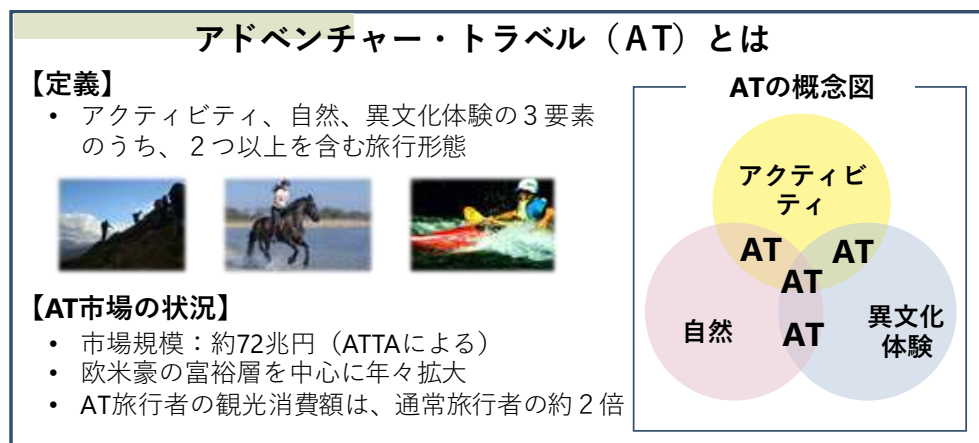 アドベンチャー・トラベル（AT）とは
【定義】
• アクティビティ、自然、異文化体験の３要素
のうち、２つ以上を含む旅行形態
【AT市場の状況】
• 市場規模：約72兆円（ATTAによる）
• 欧米豪の富裕層を中心に年々拡大
• AT旅行者の観光消費額は、通常旅行者の約２倍
ATの概念図
アクティビ
ティ
AT
AT
AT
自然
AT
異文化
体験